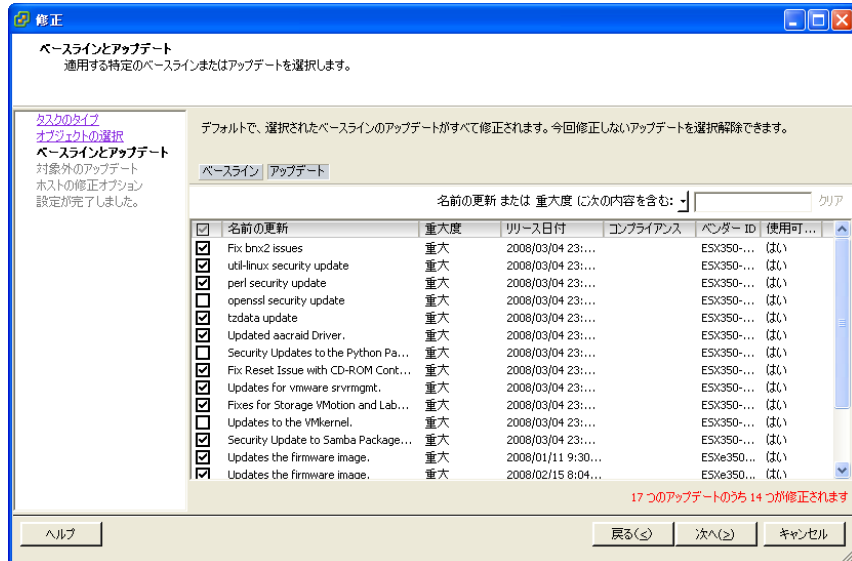 修正
ベースラインとアップデート
適用する特定のベースラインまたはアップデートを選択します。
タスクのタイプ
オブジェクトの選択
ベースラインとアップデート
対象外のアップデート
ホストの修正オプション
設定が完了しました。
デフォルトで、選択されたベースラインのアップデートがすべて修正されます。今回修正しないアップデートを選択解除できます。
ベースライン アップデート
名前の更新 または 重大度 に次の内容を含む: クリア
名前の更新 重大度 リリース日付 コンプライアンス ベンダー ID 使用可...
Fix bnx2 issues 重大 2008/03/04 23:... ESX350-... はい
util-linux security update 重大 2008/03/04 23:... ESX350-... はい
perl security update 重大 2008/03/04 23:... ESX350-... はい
openssl security update 重大 2008/03/04 23:... ESX350-... はい
tzdata update 重大 2008/03/04 23:... ESX350-... はい
Updated aacraid Driver. 重大 2008/03/04 23:... ESX350-... はい
Security Updates to the Python Pa... 重大 2008/03/04 23:... ESX350-... はい
Fix Reset Issue with CD-ROM Cont... 重大 2008/03/04 23:... ESX350-... はい
Updates for vmware srvrmgmt. 重大 2008/03/04 23:... ESX350-... はい
Fixes for Storage VMotion and Lab... 重大 2008/03/04 23:... ESX350-... はい
Updates to the VMkernel. 重大 2008/03/04 23:... ESX350-... はい
Security Update to Samba Package... 重大 2008/03/04 23:... ESX350-... はい
Updates the firmware image. 重大 2008/01/11 9:30... ESXe350... はい
Updates the firmware image. 重大 2008/02/15 8:04... ESXe350... はい
17 つのアップデートのうち 14 つが修正されます
ヘルプ 戻る(≤) 次へ(≥) キャンセル